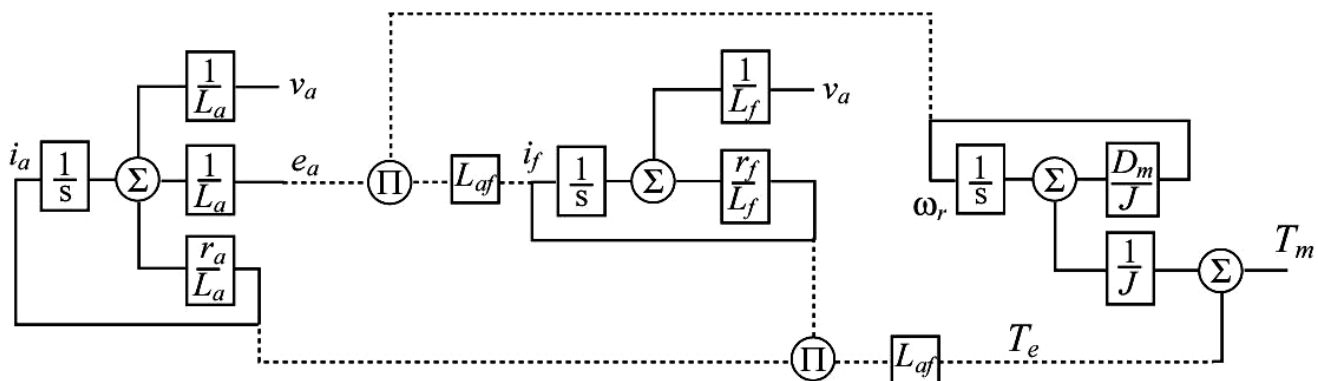 1/L_a v_a
1/L_f v_a
i_a 1/s Σ 1/L_a e_a Π L_af i_f 1/s Σ r_f/L_f
ω_r 1/s Σ D_m/J
r_a/L_a
1/J Σ T_m
Π L_af T_e